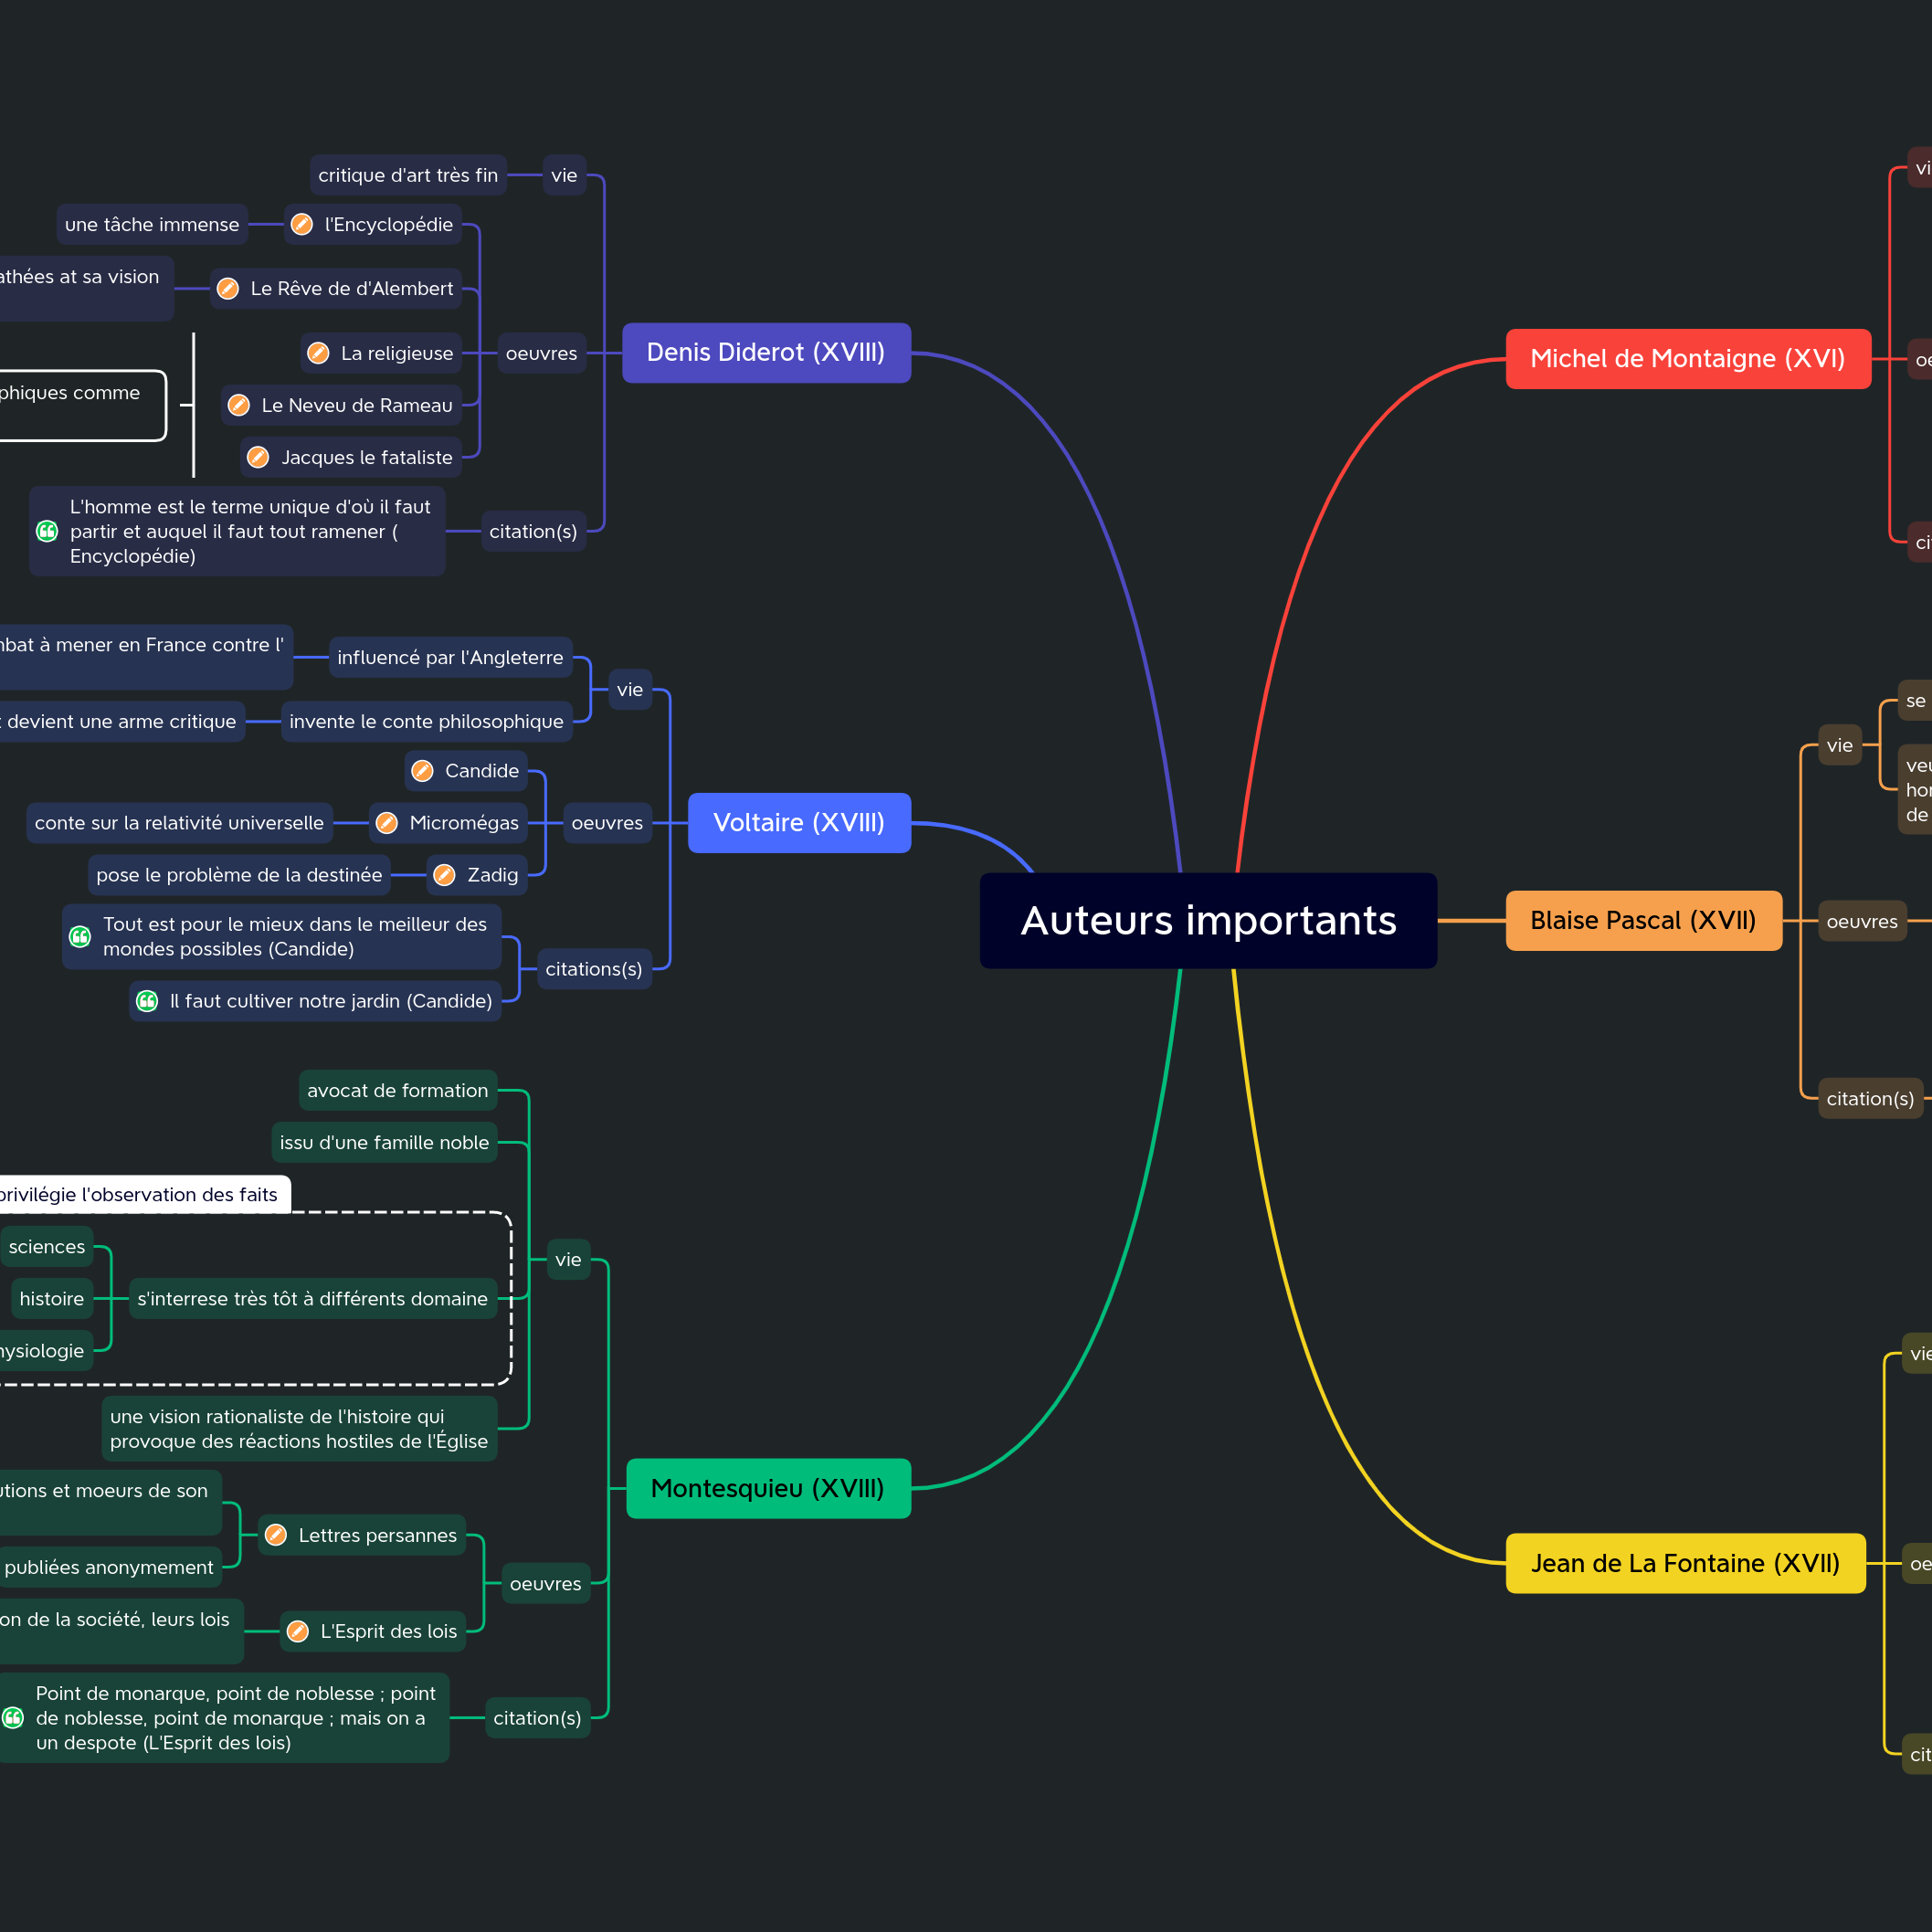 Auteurs importants
Denis Diderot (XVIII)
vie
critique d'art très fin
oeuvres
l'Encyclopédie
une tâche immense
Le Rêve de d'Alembert
athées at sa vision
La religieuse
Le Neveu de Rameau
Jacques le fataliste
comme
citation(s)
L'homme est le terme unique d'où il faut
partir et auquel il faut tout ramener (
Encyclopédie)
Voltaire (XVIII)
vie
influencé par l'Angleterre
à mener en France contre l'
invente le conte philosophique
devient une arme critique
oeuvres
Candide
Micromégas
conte sur la relativité universelle
Zadig
pose le problème de la destinée
citations(s)
Tout est pour le mieux dans le meilleur des
mondes possibles (Candide)
Il faut cultiver notre jardin (Candide)
Montesquieu (XVIII)
vie
avocat de formation
issu d'une famille noble
privilégie l'observation des faits
s'interrese très tôt à différents domaine
sciences
histoire
hysiologie
une vision rationaliste de l'histoire qui
provoque des réactions hostiles de l'Église
oeuvres
Lettres persannes
utions et moeurs de son
publiées anonymement
L'Esprit des lois
on de la société, leurs lois
citation(s)
Point de monarque, point de noblesse ; point
de noblesse, point de monarque ; mais on a
un despote (L'Esprit des lois)
Michel de Montaigne (XVI)
vi
oe
ci
Blaise Pascal (XVII)
vie
se
veu
hor
de
oeuvres
citation(s)
Jean de La Fontaine (XVII)
vie
oe
cit